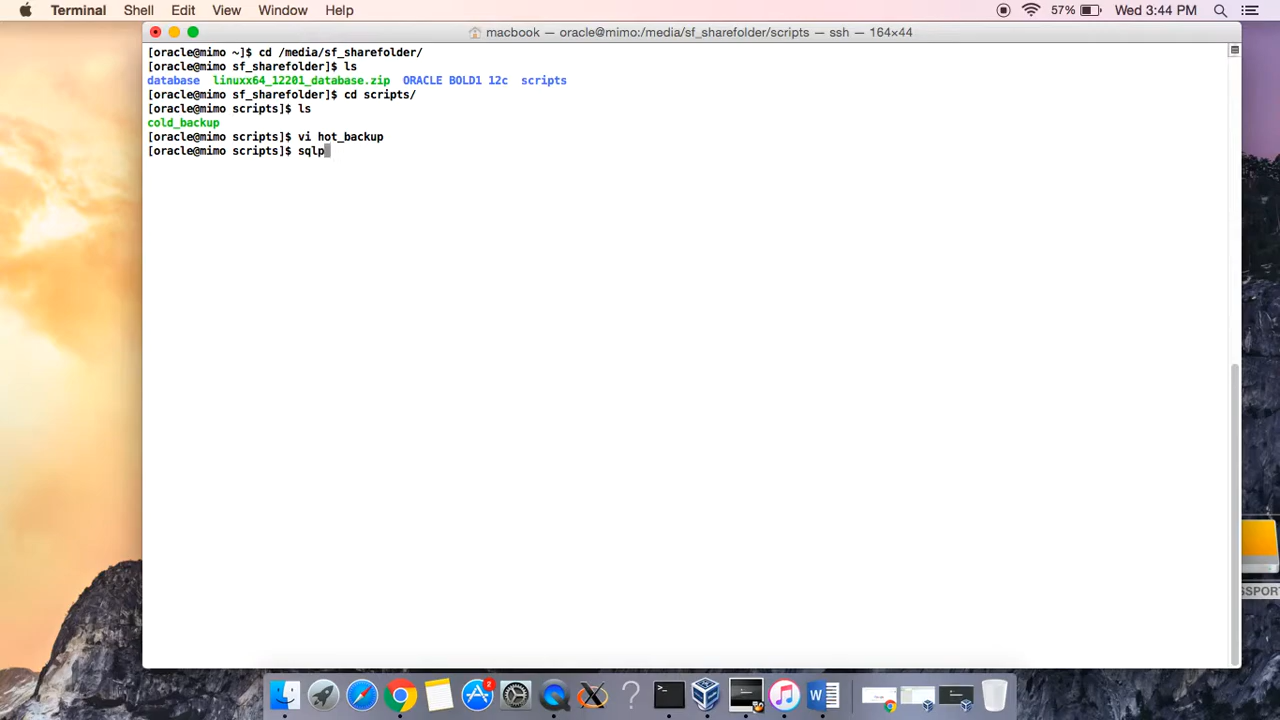 Terminal Shell Edit View Window Help 57% Wed 3:44 PM
macbook — oracle@mimo:/media/sf_sharefolder/scripts — ssh — 164×44
[oracle@mimo ~]$ cd /media/sf_sharefolder/
[oracle@mimo sf_sharefolder]$ ls
database linuxx64_12201_database.zip ORACLE BOLD1 12c scripts
[oracle@mimo sf_sharefolder]$ cd scripts/
[oracle@mimo scripts]$ ls
cold_backup
[oracle@mimo scripts]$ vi hot_backup
[oracle@mimo scripts]$ sqlp
SSPORT
2